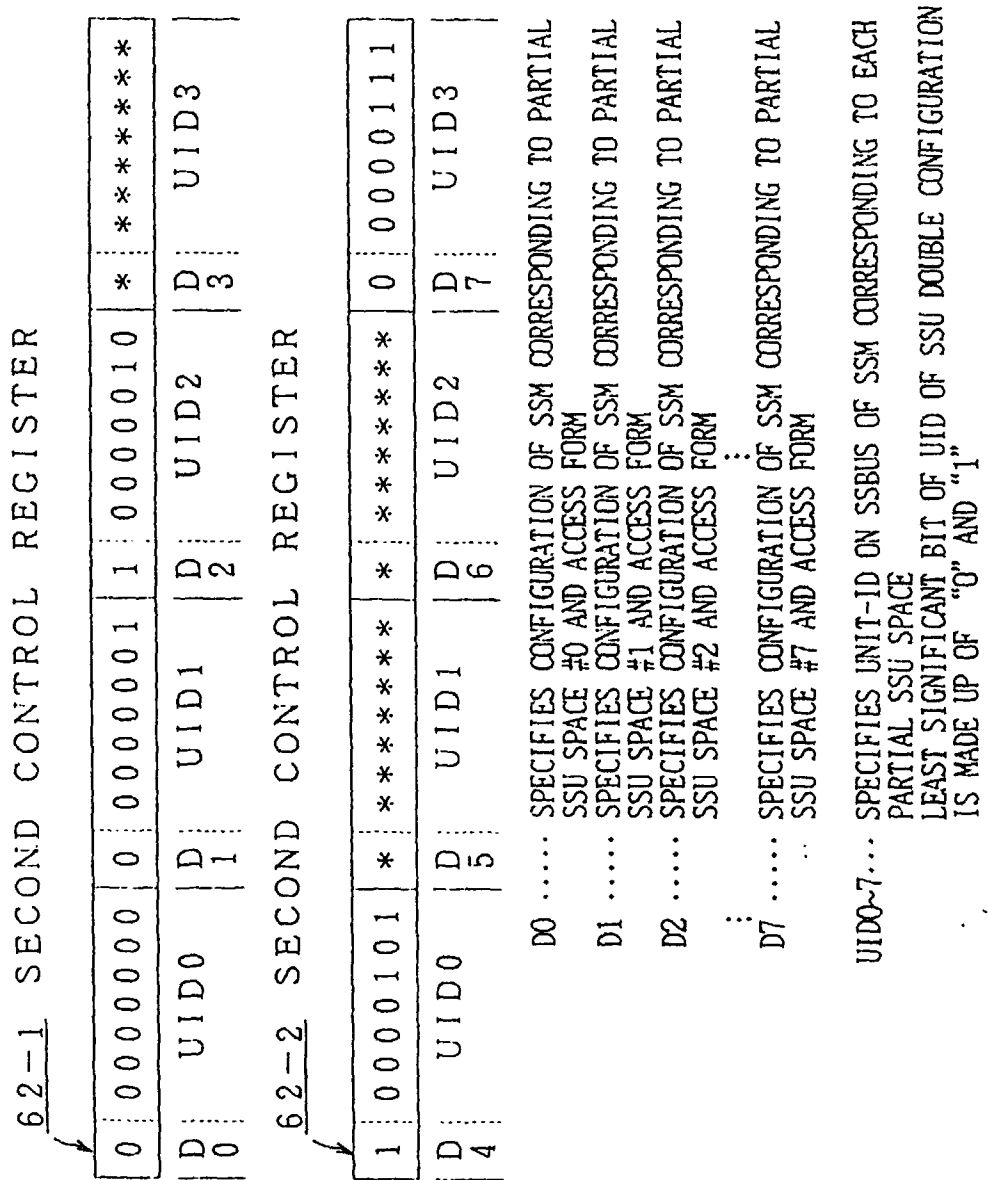 62-1 SECOND CONTROL REGISTER
0 0000000 0 0000001 1 0000010 * *******
D0 UID0 D1 UID1 D2 UID2 D3 UID3
62-2 SECOND CONTROL REGISTER
1 0000101 * ******* * ******* 0 0000111
D4 UID0 D5 UID1 D6 UID2 D7 UID3
D0 ..... SPECIFIES CONFIGURATION OF SSM CORRESPONDING TO PARTIAL
SSU SPACE #0 AND ACCESS FORM
D1 ..... SPECIFIES CONFIGURATION OF SSM CORRESPONDING TO PARTIAL
SSU SPACE #1 AND ACCESS FORM
D2 ..... SPECIFIES CONFIGURATION OF SSM CORRESPONDING TO PARTIAL
SSU SPACE #2 AND ACCESS FORM
⋮ ⋮
D7 ..... SPECIFIES CONFIGURATION OF SSM CORRESPONDING TO PARTIAL
SSU SPACE #7 AND ACCESS FORM
UID0~7... SPECIFIES UNIT-ID ON SSBUS OF SSM CORRESPONDING TO EACH
PARTIAL SSU SPACE
LEAST SIGNIFICANT BIT OF UID OF SSU DOUBLE CONFIGURATION
IS MADE UP OF "0" AND "1"